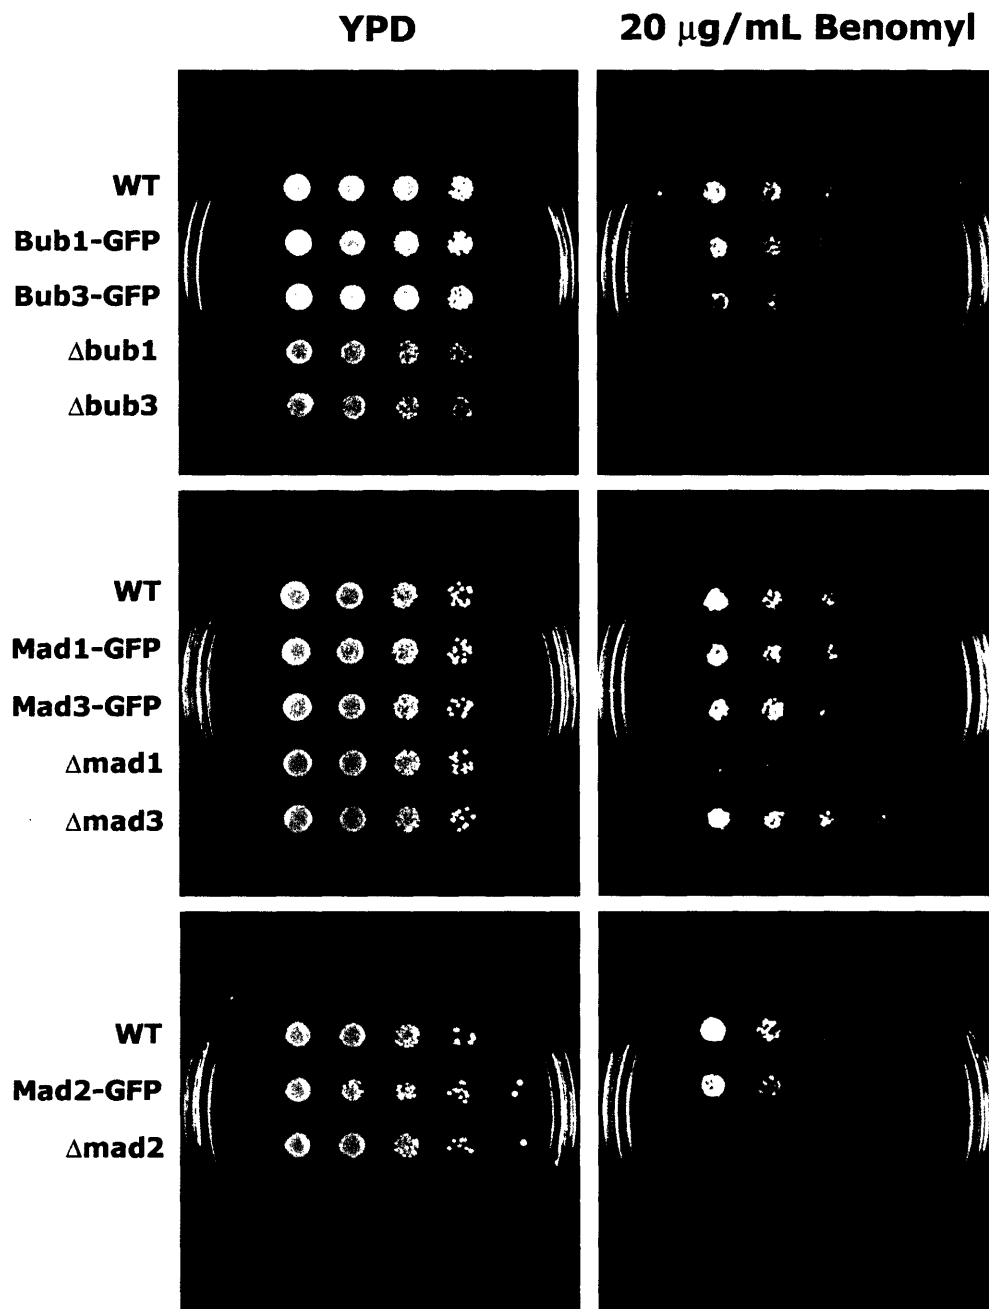 YPD
20 μg/mL Benomyl
WT
Bub1-GFP
Bub3-GFP
Δbub1
Δbub3
WT
Mad1-GFP
Mad3-GFP
Δmad1
Δmad3
WT
Mad2-GFP
Δmad2